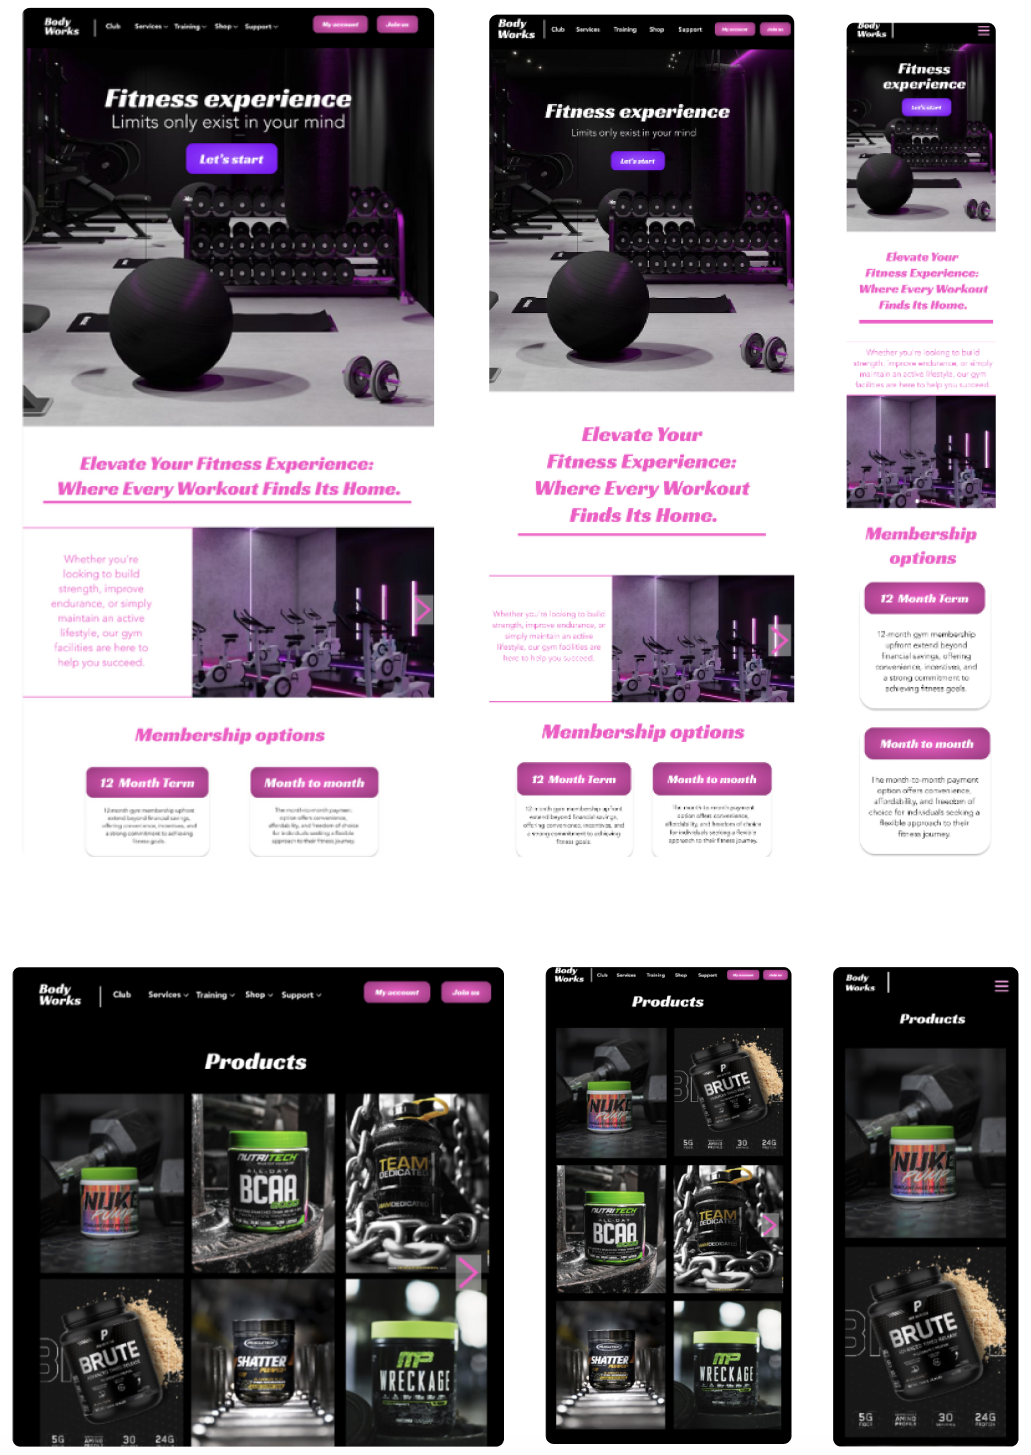 Body
Works
Club
Services
Training
Shop
Support
My account
Join us
Fitness experience
Limits only exist in your mind
Let's start
Elevate Your Fitness Experience:
Where Every Workout Finds Its Home.
Whether you're
looking to build
strength, improve
endurance, or simply
maintain an active
lifestyle, our gym
facilities are here to
help you succeed.
Membership options
12 Month Term
Month to month
12-month gym membership upfront
extend beyond financial savings,
offering convenience, incentives, and
a strong commitment to achieving
fitness goals.
The month-to-month payment
option offers convenience,
affordability, and freedom of choice
for individuals seeking a flexible
approach to their fitness journey.
Body
Works
Club
Services
Training
Shop
Support
My account
Join us
Fitness experience
Limits only exist in your mind
Let's start
Elevate Your
Fitness Experience:
Where Every Workout
Finds Its Home.
Whether you're looking to build
strength, improve endurance, or
simply maintain an active
lifestyle, our gym facilities are
here to help you succeed.
Membership options
12 Month Term
Month to month
12-month gym membership upfront
extend beyond financial savings,
offering convenience, incentives, and
a strong commitment to achieving
fitness goals.
The month-to-month payment
option offers convenience,
affordability, and freedom of choice
for individuals seeking a flexible
approach to their fitness journey.
Body
Works
Fitness
experience
Let's start
Elevate Your
Fitness Experience:
Where Every Workout
Finds Its Home.
Whether you're looking to build
strength, improve endurance, or simply
maintain an active lifestyle, our gym
facilities are here to help you succeed.
Membership
options
12 Month Term
12-month gym membership
upfront extend beyond
financial savings, offering
convenience, incentives, and
a strong commitment to
achieving fitness goals.
Month to month
The month-to-month payment
option offers convenience,
affordability, and freedom of
choice for individuals seeking a
flexible approach to their
fitness journey.
Body
Works
Club
Services
Training
Shop
Support
My account
Join us
Products
NUKE
PUMP
NUTRITECH
ALL-DAY
BCAA
TEAM
DEDICATED
BRUTE
5G
AMINO
30
24G
MUSCLETECH
SHATTER
MP
WRECKAGE
Body
Works
Club
Services
Training
Shop
Support
My account
Join us
Products
NUKE
PUMP
BRUTE
5G
AMINO
30
24G
NUTRITECH
ALL-DAY
BCAA
TEAM
DEDICATED
SHATTER
MP
WRECKAGE
Body
Works
Products
NUKE
PUMP
BRUTE
5G
AMINO
30
24G